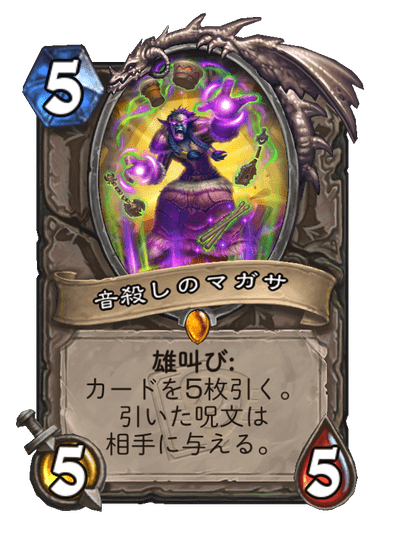 5
音殺しのマガサ
雄叫び:
カードを5枚引く。
引いた呪文は
相手に与える。
5
5